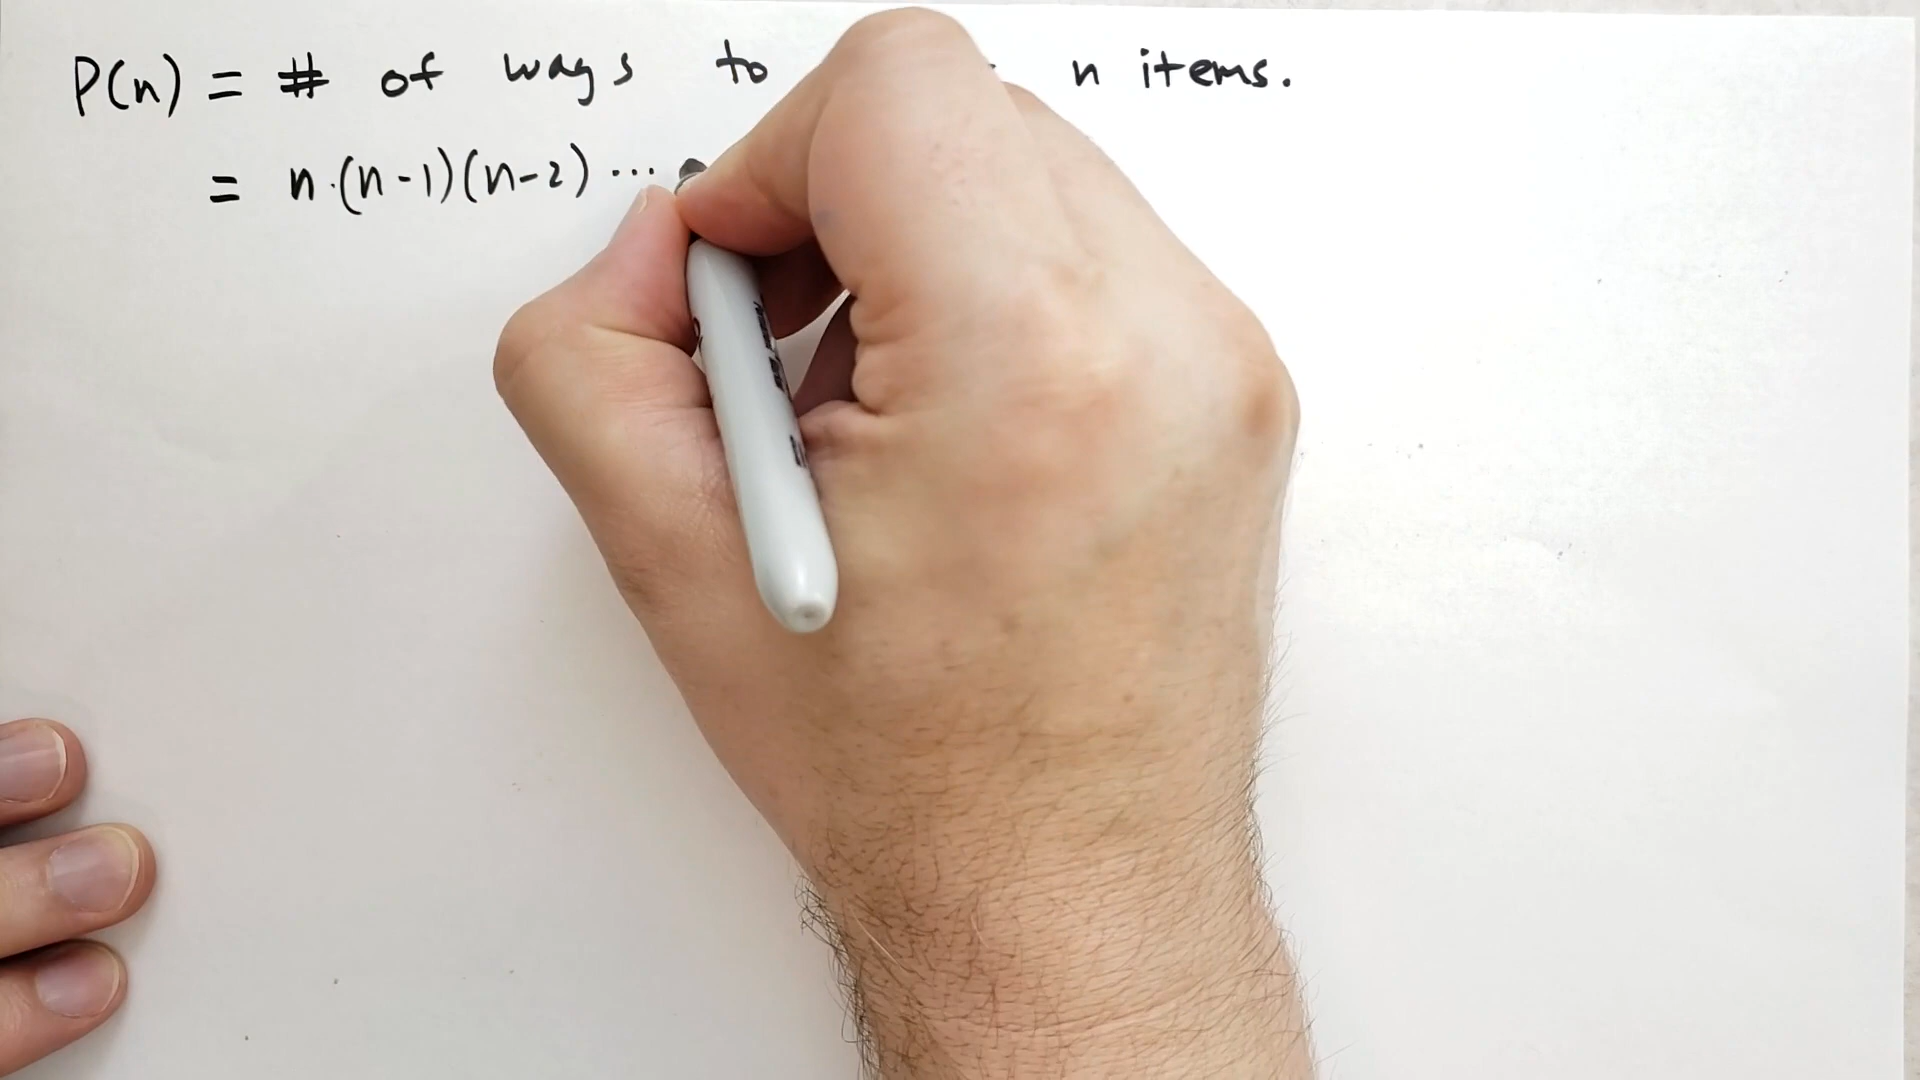 P(n) = # of ways to n items.
= n·(n-1)(n-2)···